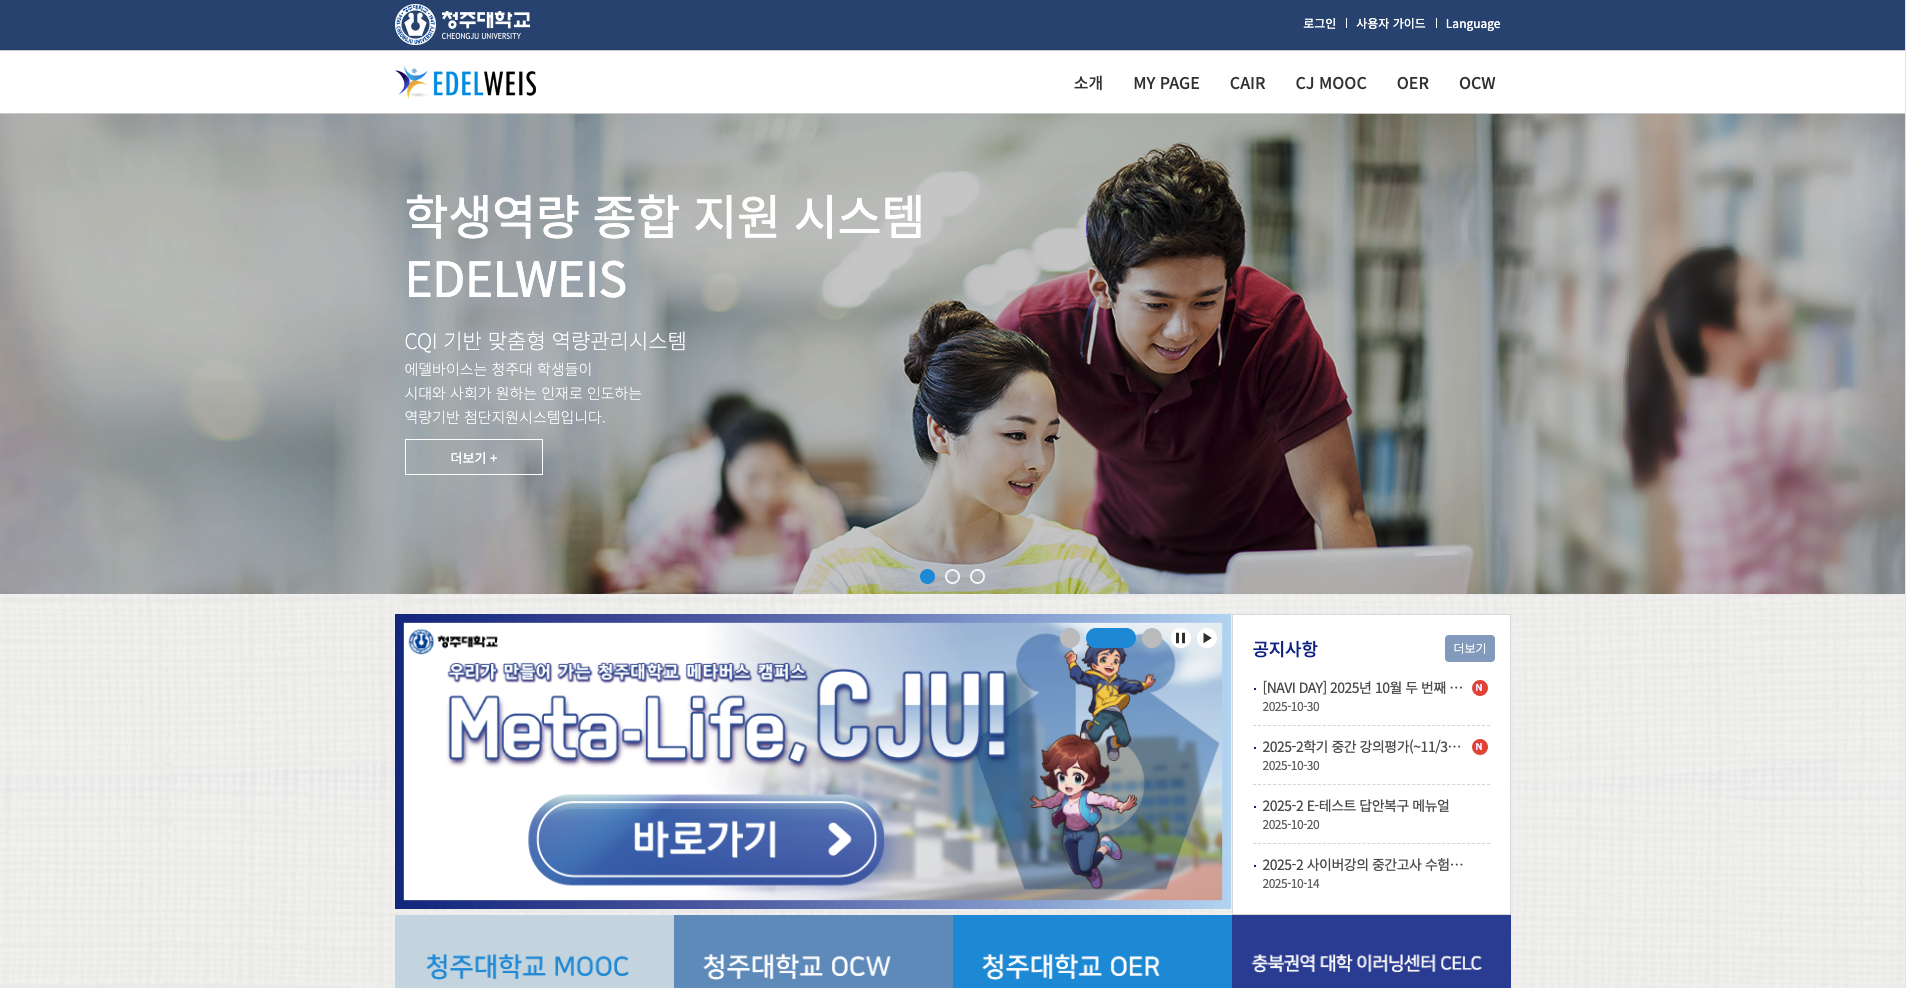 청주대학교
CHEONGJU UNIVERSITY
로그인
사용자 가이드
Language
EDELWEIS
소개
MY PAGE
CAIR
CJ MOOC
OER
OCW
학생역량 종합 지원 시스템
EDELWEIS
CQI 기반 맞춤형 역량관리시스템
에델바이스는 청주대 학생들이
시대와 사회가 원하는 인재로 인도하는
역량기반 첨단지원시스템입니다.
더보기 +
청주대학교
우리가 만들어 가는 청주대학교 메타버스 캠퍼스
Meta-Life, CJU!
바로가기
공지사항
더보기
[NAVI DAY] 2025년 10월 두 번째 … N
2025-10-30
2025-2학기 중간 강의평가(~11/3… N
2025-10-30
2025-2 E-테스트 답안복구 메뉴얼
2025-10-20
2025-2 사이버강의 중간고사 수험…
2025-10-14
청주대학교 MOOC
청주대학교 OCW
청주대학교 OER
충북권역 대학 이러닝센터 CELC